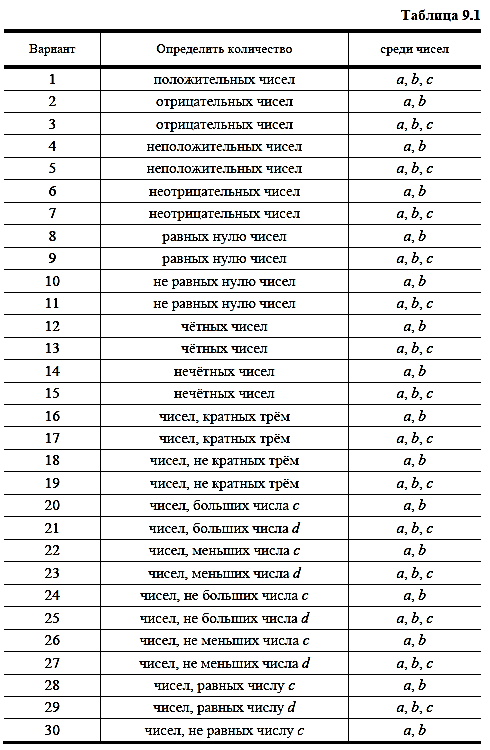 Таблица 9.1
Вариант Определить количество среди чисел
1 положительных чисел a, b, c
2 отрицательных чисел a, b
3 отрицательных чисел a, b, c
4 неположительных чисел a, b
5 неположительных чисел a, b, c
6 неотрицательных чисел a, b
7 неотрицательных чисел a, b, c
8 равных нулю чисел a, b
9 равных нулю чисел a, b, c
10 не равных нулю чисел a, b
11 не равных нулю чисел a, b, c
12 чётных чисел a, b
13 чётных чисел a, b, c
14 нечётных чисел a, b
15 нечётных чисел a, b, c
16 чисел, кратных трём a, b
17 чисел, кратных трём a, b, c
18 чисел, не кратных трём a, b
19 чисел, не кратных трём a, b, c
20 чисел, больших числа c a, b
21 чисел, больших числа d a, b, c
22 чисел, меньших числа c a, b
23 чисел, меньших числа d a, b, c
24 чисел, не больших числа c a, b
25 чисел, не больших числа d a, b, c
26 чисел, не меньших числа c a, b
27 чисел, не меньших числа d a, b, c
28 чисел, равных числу c a, b
29 чисел, равных числу d a, b, c
30 чисел, не равных числу c a, b